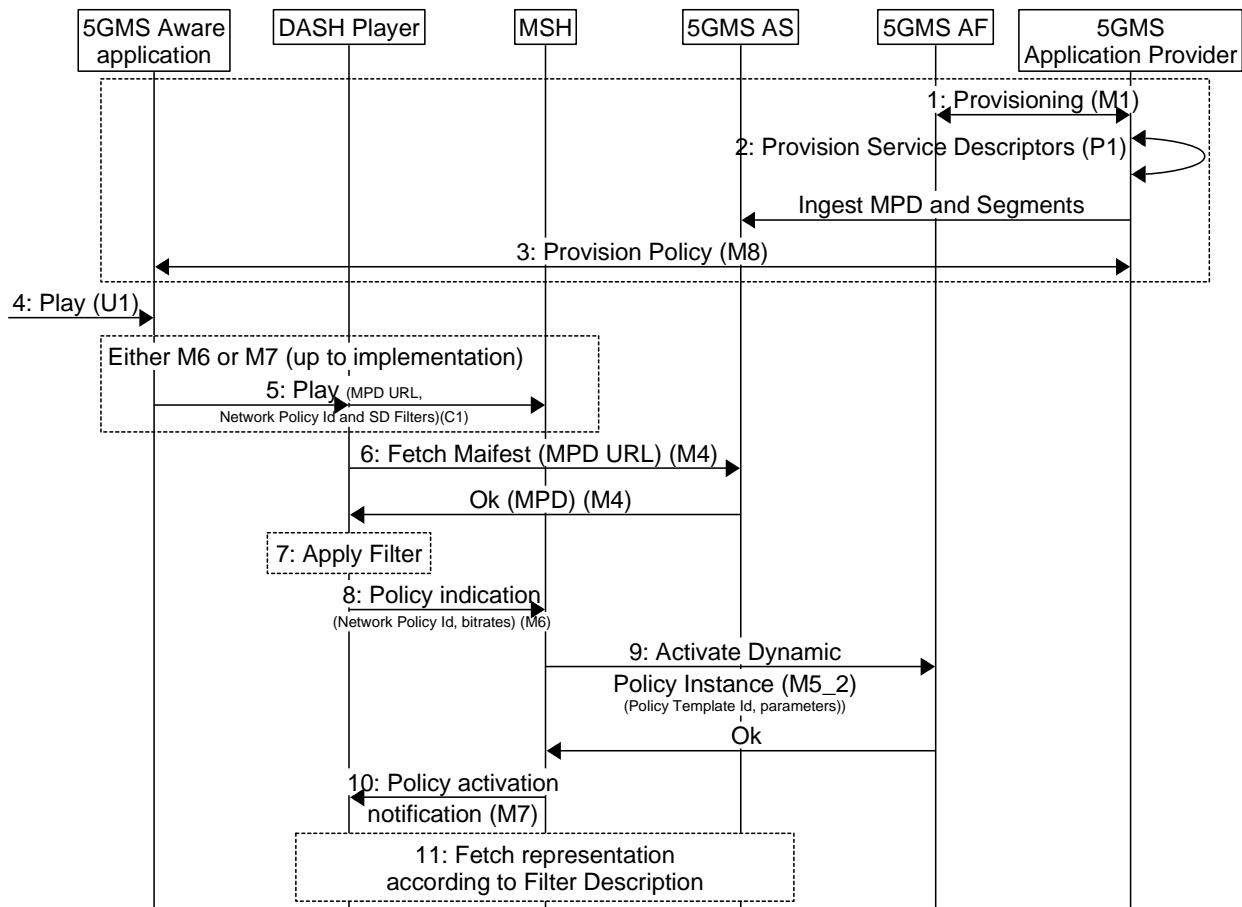 5GMS Aware
application
DASH Player
MSH
5GMS AS
5GMS AF
5GMS
Application Provider
1: Provisioning (M1)
2: Provision Service Descriptors (P1)
Ingest MPD and Segments
3: Provision Policy (M8)
4: Play (U1)
Either M6 or M7 (up to implementation)
5: Play (MPD URL,
Network Policy Id and SD Filters)(C1)
6: Fetch Maifest (MPD URL) (M4)
Ok (MPD) (M4)
7: Apply Filter
8: Policy indication
(Network Policy Id, bitrates) (M6)
9: Activate Dynamic
Policy Instance (M5_2)
(Policy Template Id, parameters))
Ok
10: Policy activation
notification (M7)
11: Fetch representation
according to Filter Description